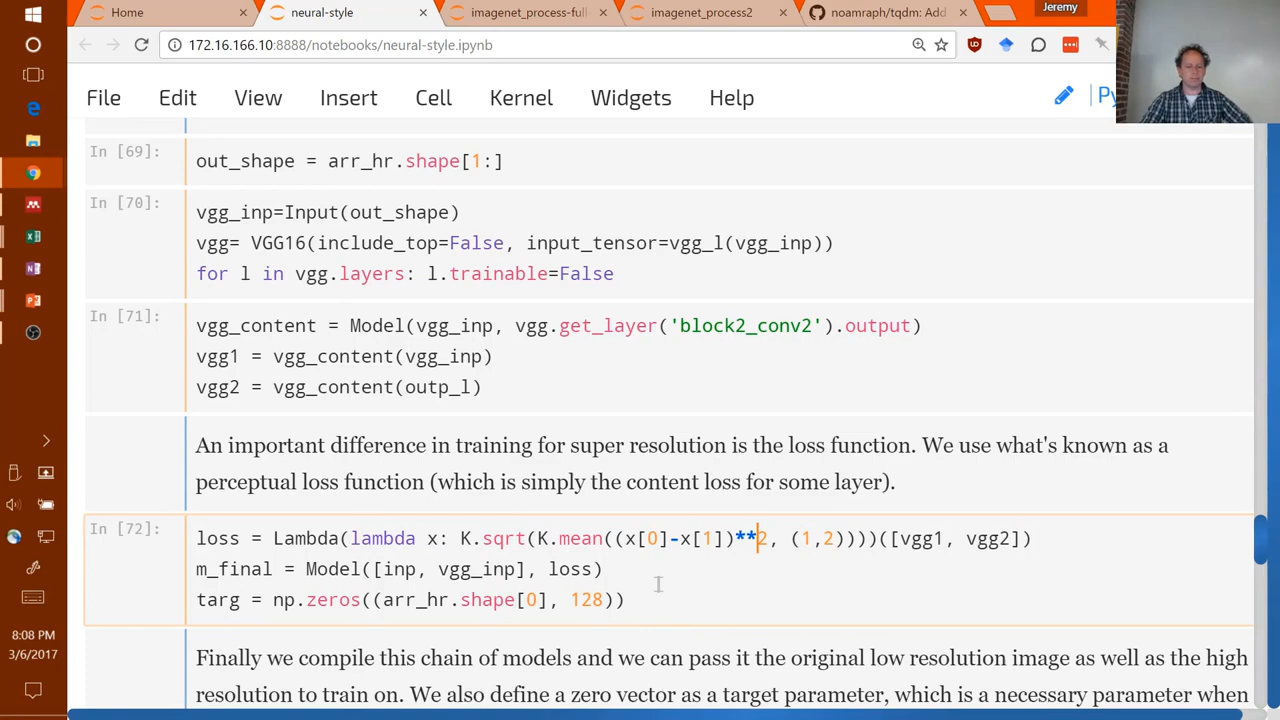 Home
neural-style
imagenet_process-full
imagenet_process2
noamraph/tqdm: Add
Jeremy
172.16.166.10:8888/notebooks/neural-style.ipynb
File Edit View Insert Cell Kernel Widgets Help
In [69]:
out_shape = arr_hr.shape[1:]
In [70]:
vgg_inp=Input(out_shape)
vgg= VGG16(include_top=False, input_tensor=vgg_l(vgg_inp))
for l in vgg.layers: l.trainable=False
In [71]:
vgg_content = Model(vgg_inp, vgg.get_layer('block2_conv2').output)
vgg1 = vgg_content(vgg_inp)
vgg2 = vgg_content(outp_l)
An important difference in training for super resolution is the loss function. We use what's known as a
perceptual loss function (which is simply the content loss for some layer).
In [72]:
loss = Lambda(lambda x: K.sqrt(K.mean((x[0]-x[1])**2, (1,2))))([vgg1, vgg2])
m_final = Model([inp, vgg_inp], loss)
targ = np.zeros((arr_hr.shape[0], 128))
Finally we compile this chain of models and we can pass it the original low resolution image as well as the high
resolution to train on. We also define a zero vector as a target parameter, which is a necessary parameter when
8:08 PM
3/6/2017